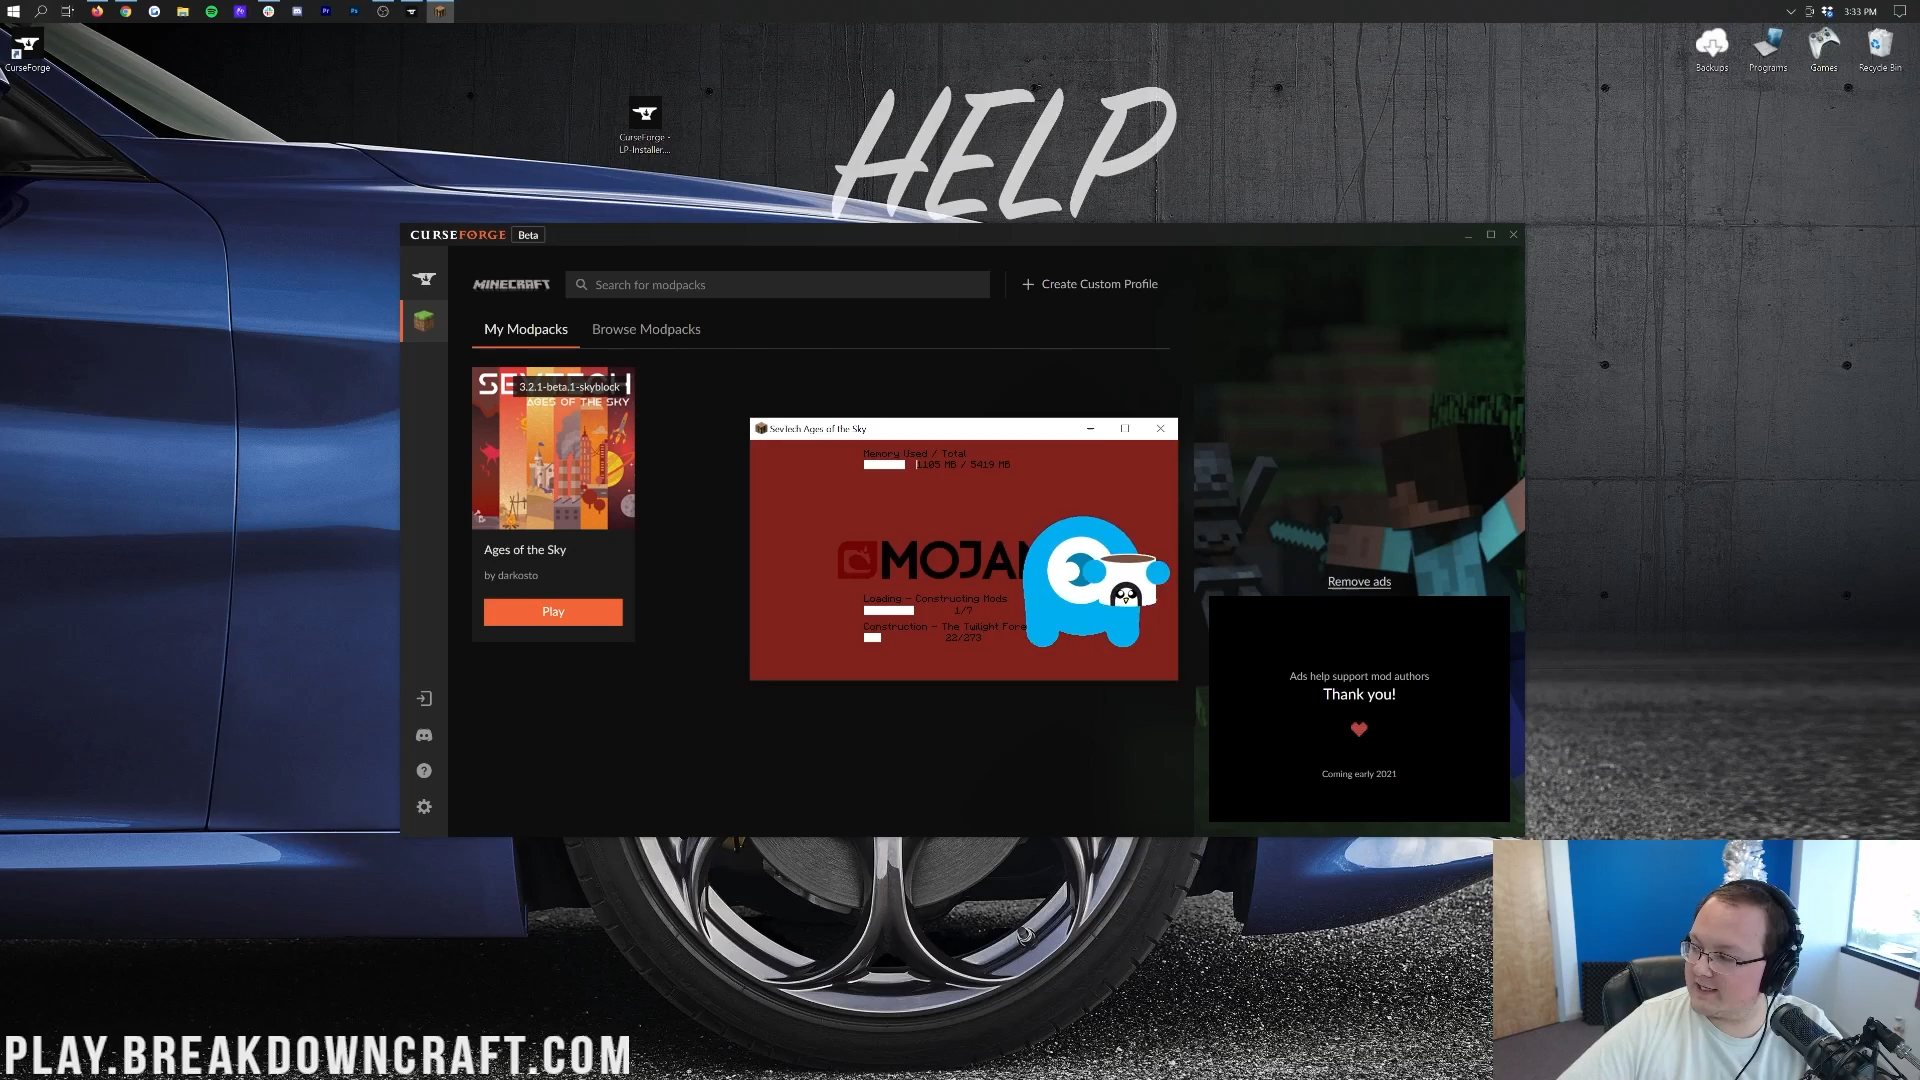 3:33 PM
CurseForge
Backups
Programs
Games
Recycle Bin
CurseForge -
LP-Installer....
HELP
CURSEFORGE Beta
MINECRAFT
Search for modpacks
Create Custom Profile
My Modpacks
Browse Modpacks
3.2.1-beta.1-skyblock
AGES OF THE SKY
Ages of the Sky
by darkosto
Play
SevTech Ages of the Sky
Memory Used / Total
1105 MB / 5419 MB
MOJAN
Loading - Constructing Mods
1/7
Construction - The Twilight Fore
22/273
Remove ads
Ads help support mod authors
Thank you!
Coming early 2021
PLAY.BREAKDOWNCRAFT.COM